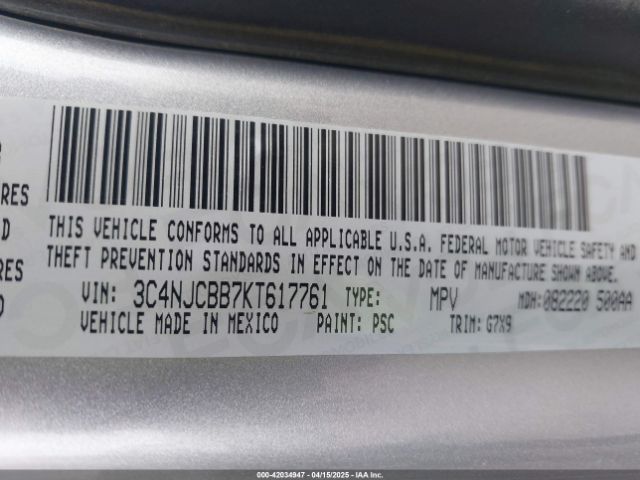 RES
D
RES
THIS VEHICLE CONFORMS TO ALL APPLICABLE U.S.A. FEDERAL MOTOR VEHICLE SAFETY AND
THEFT PREVENTION STANDARDS IN EFFECT ON THE DATE OF MANUFACTURE SHOWN ABOVE.
VIN: 3C4NJCBB7KT617761 TYPE: MPV MDH: 082220 500AA
VEHICLE MADE IN MEXICO PAINT: PSC TRIM: G7X9
000-42034947 - 04/15/2025 - IAA Inc.